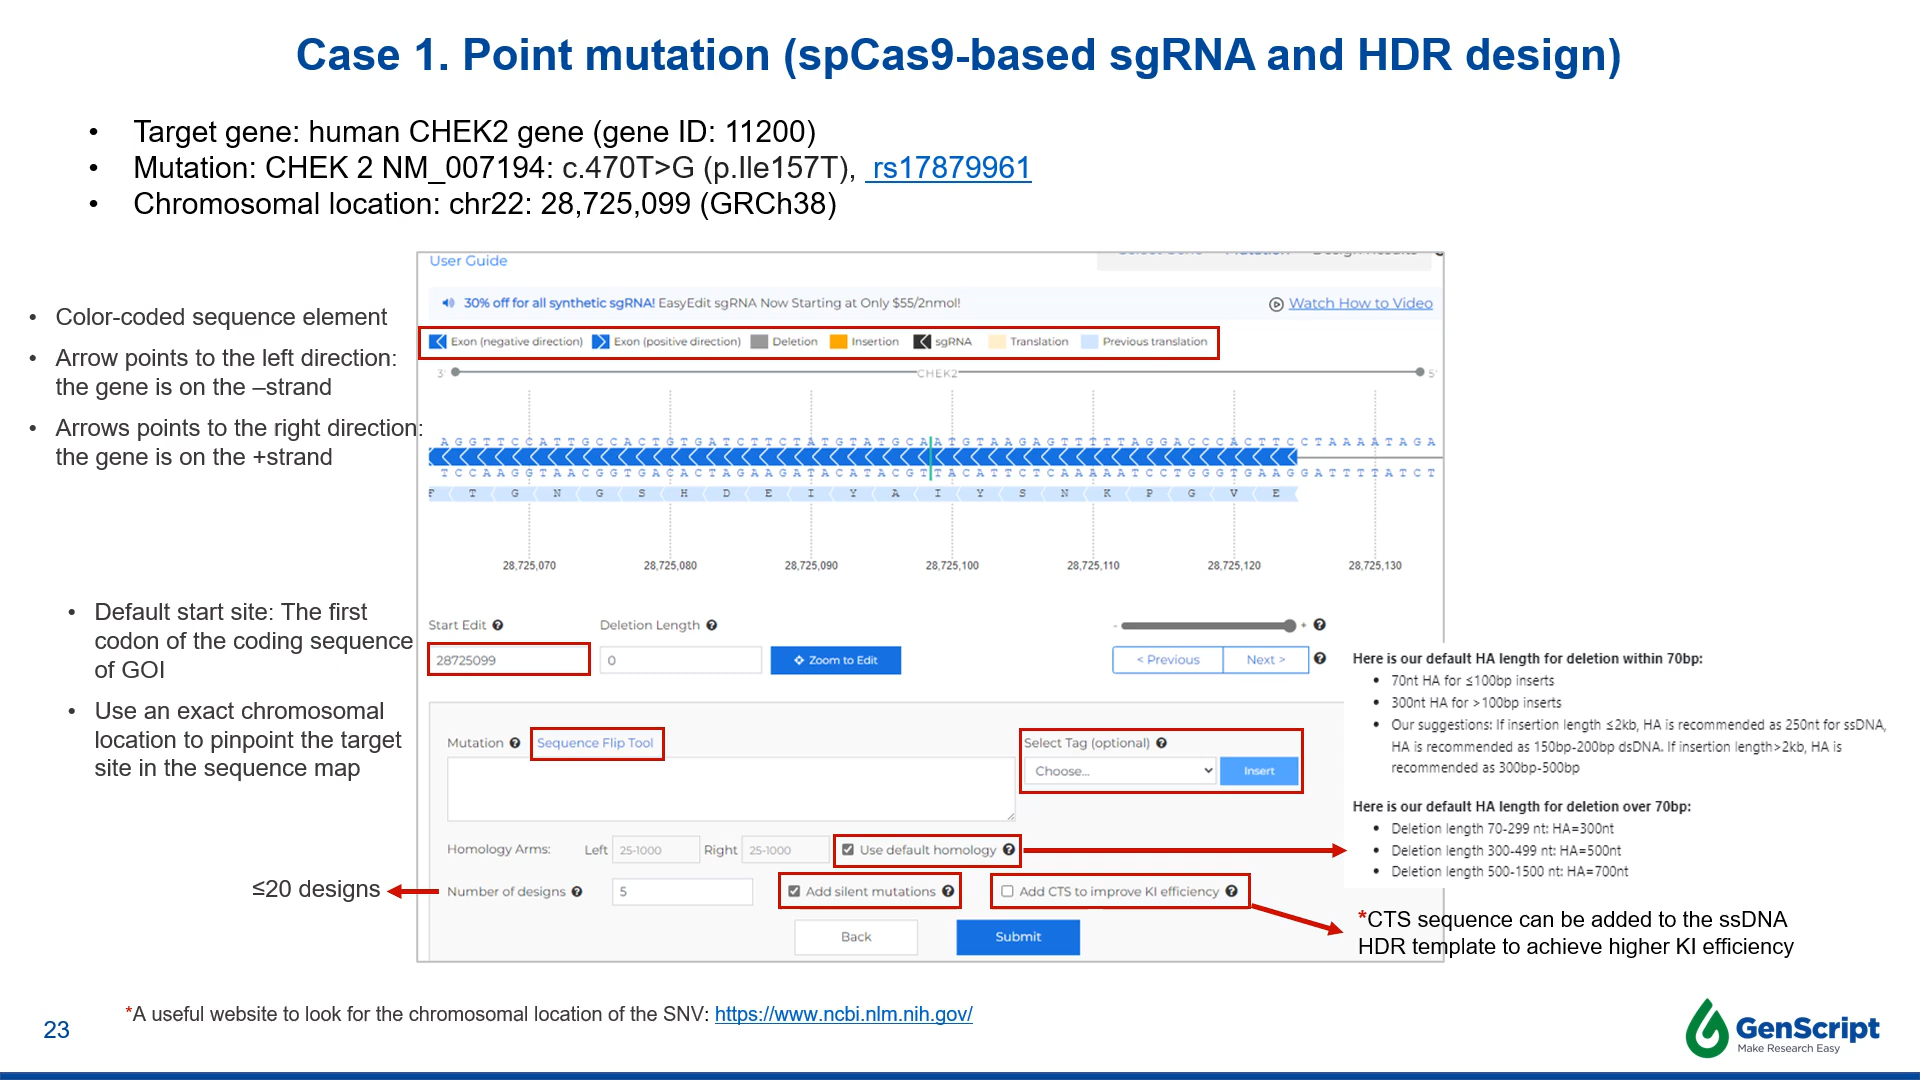 Case 1. Point mutation (spCas9-based sgRNA and HDR design)
• Target gene: human CHEK2 gene (gene ID: 11200)
• Mutation: CHEK 2 NM_007194: c.470T>G (p.Ile157T), rs17879961
• Chromosomal location: chr22: 28,725,099 (GRCh38)
• Color-coded sequence element
• Arrow points to the left direction:
the gene is on the –strand
• Arrows points to the right direction:
the gene is on the +strand
• Default start site: The first
codon of the coding sequence
of GOI
• Use an exact chromosomal
location to pinpoint the target
site in the sequence map
≤20 designs
User Guide
30% off for all synthetic sgRNA! EasyEdit sgRNA Now Starting at Only $55/2nmol!
Watch How to Video
Exon (negative direction) Exon (positive direction) Deletion Insertion sgRNA Translation Previous translation
3' CHEK2 5'
A G G T T C C A T T G C C A C T G T G A T C T T C T A T G T A T G C A A T G T A A G A G T T T T T A G G A C C C A C T T C C T A A A A T A G A
T C C A A G G T A A C G G T G A C A C T A G A A G A T A C A T A C G T T A C A T T C T C A A A A A T C C T G G G T G A A G G A T T T T A T C T
F T G N G S H D E I Y A I Y S N K P G V E
28,725,070 28,725,080 28,725,090 28,725,100 28,725,110 28,725,120 28,725,130
Start Edit Deletion Length - +
28725099 0 Zoom to Edit < Previous Next >
Mutation Sequence Flip Tool Select Tag (optional)
Choose... Insert
Homology Arms: Left 25-1000 Right 25-1000 Use default homology
Number of designs 5 Add silent mutations Add CTS to improve KI efficiency
Back Submit
Here is our default HA length for deletion within 70bp:
• 70nt HA for ≤100bp inserts
• 300nt HA for >100bp inserts
• Our suggestions: If insertion length ≤2kb, HA is recommended as 250nt for ssDNA,
HA is recommended as 150bp-200bp dsDNA. If insertion length>2kb, HA is
recommended as 300bp-500bp
Here is our default HA length for deletion over 70bp:
• Deletion length 70-299 nt: HA=300nt
• Deletion length 300-499 nt: HA=500nt
• Deletion length 500-1500 nt: HA=700nt
*CTS sequence can be added to the ssDNA
HDR template to achieve higher KI efficiency
*A useful website to look for the chromosomal location of the SNV: https://www.ncbi.nlm.nih.gov/
23
GenScript
Make Research Easy